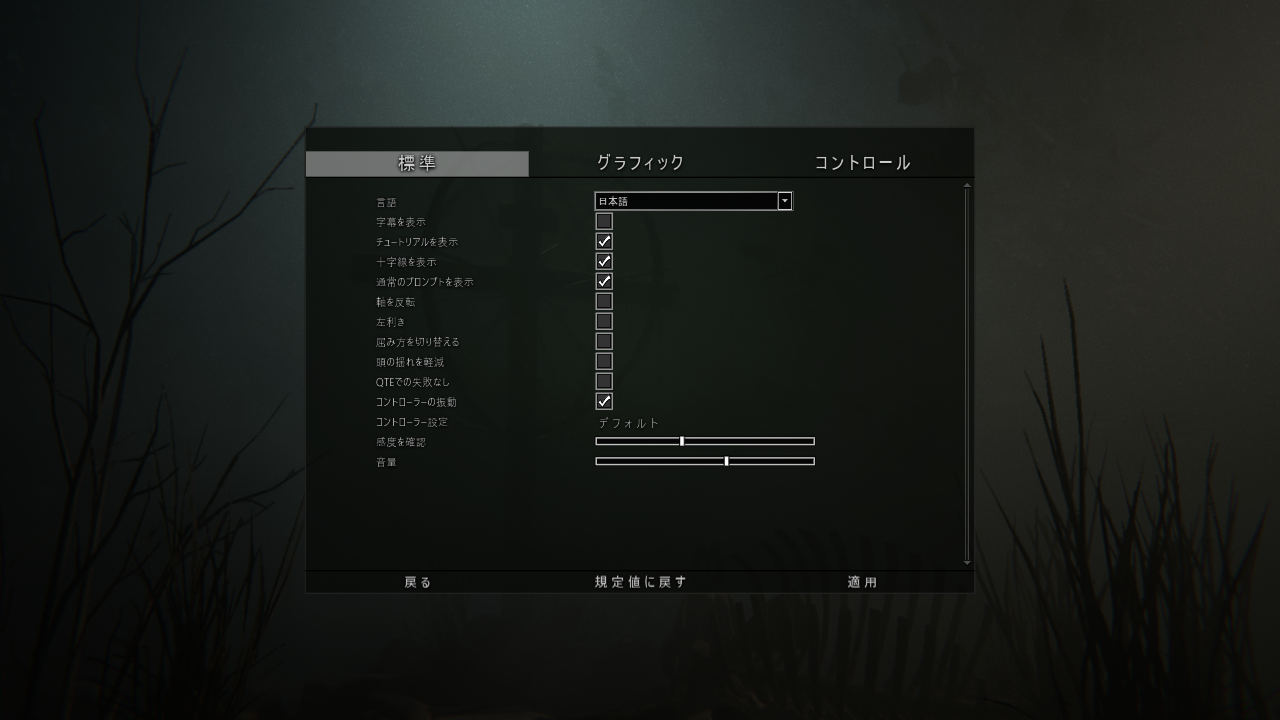 標準
グラフィック
コントロール
言語
日本語
字幕を表示
チュートリアルを表示
十字線を表示
通常のプロンプトを表示
軸を反転
左利き
屈み方を切り替える
頭の揺れを軽減
QTEでの失敗なし
コントローラーの振動
コントローラー設定
デフォルト
感度を確認
音量
戻る
規定値に戻す
適用